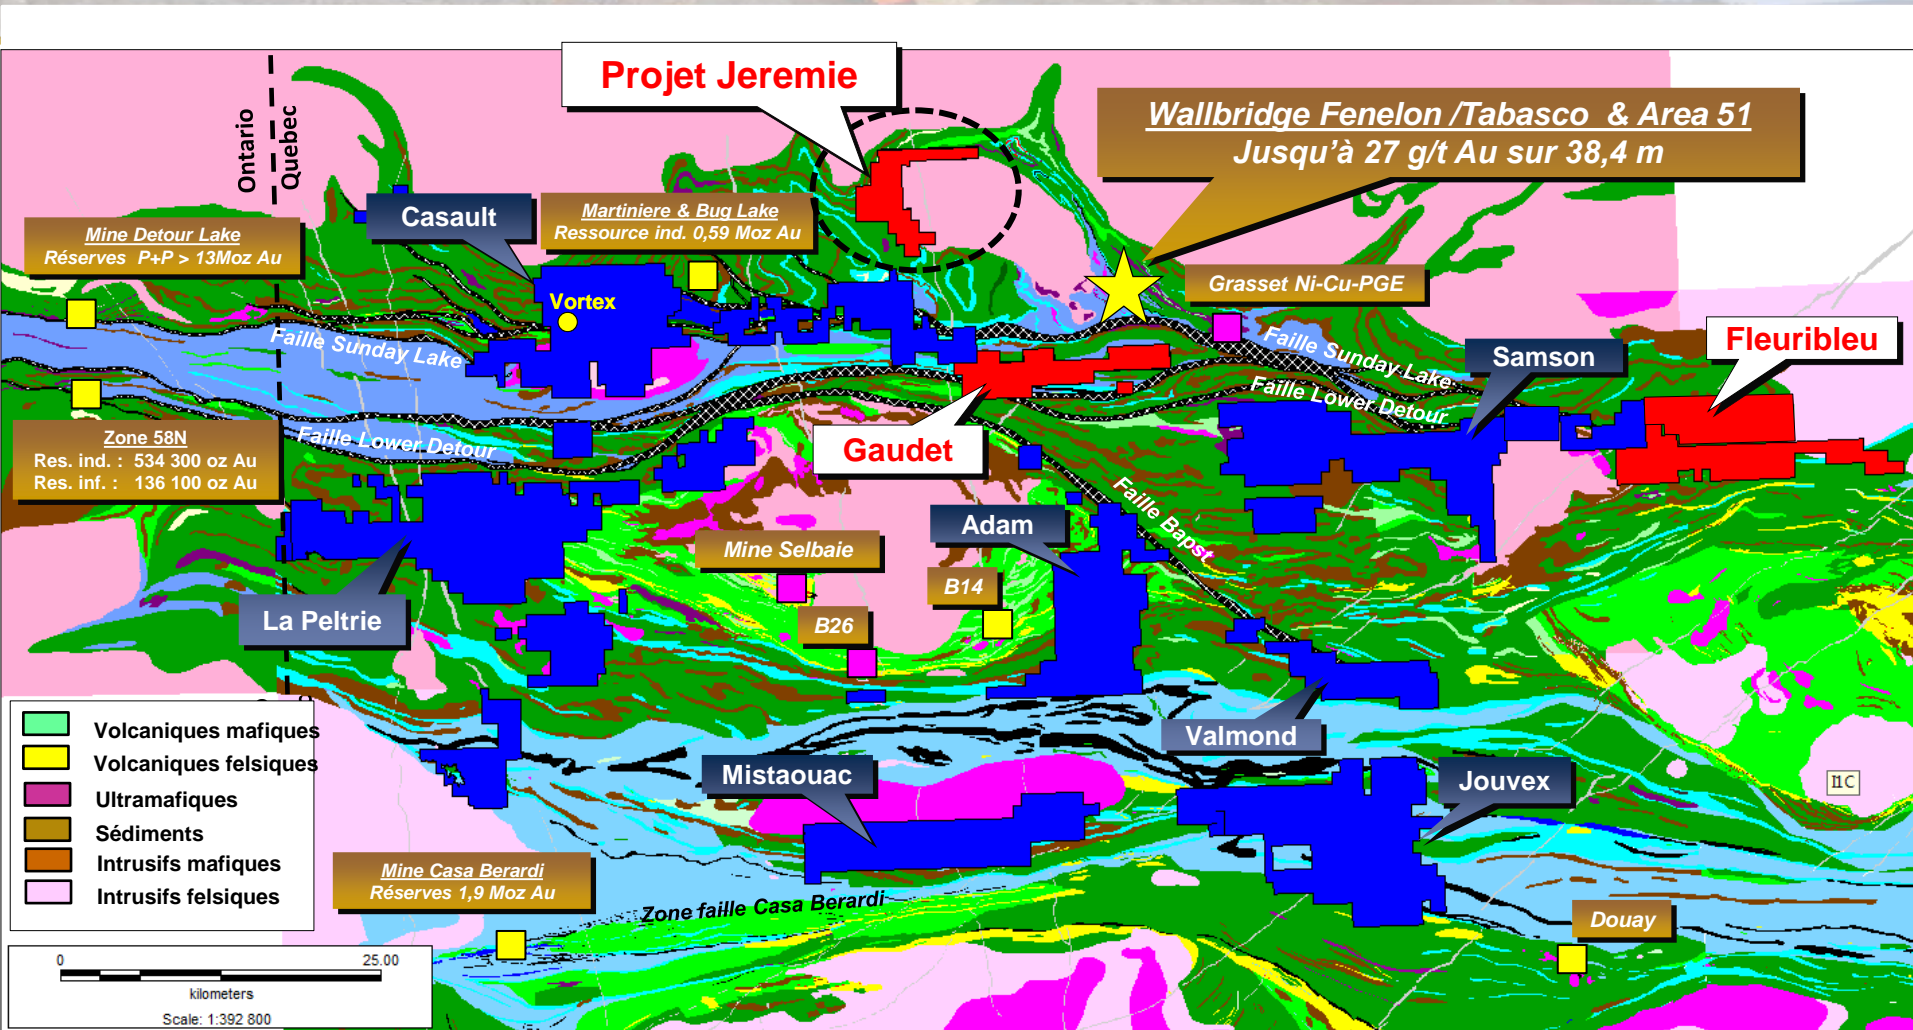 Projet Jeremie
Wallbridge Fenelon /Tabasco & Area 51
Jusqu'à 27 g/t Au sur 38,4 m
Ontario
Quebec
Casault
Martiniere & Bug Lake
Ressource ind. 0,59 Moz Au
Mine Detour Lake
Réserves P+P > 13Moz Au
Grasset Ni-Cu-PGE
Vortex
Faille Sunday Lake
Faille Sunday Lake
Fleuribleu
Samson
Faille Lower Detour
Faille Lower Detour
Gaudet
Zone 58N
Res. ind. : 534 300 oz Au
Res. inf. : 136 100 oz Au
Faille Bapst
Adam
Mine Selbaie
B14
B26
La Peltrie
Valmond
Mistaouac
Jouvex
I1C
Volcaniques mafiques
Volcaniques felsiques
Ultramafiques
Sédiments
Intrusifs mafiques
Intrusifs felsiques
Mine Casa Berardi
Réserves 1,9 Moz Au
Zone faille Casa Berardi
Douay
0 25.00
kilometers
Scale: 1:392 800